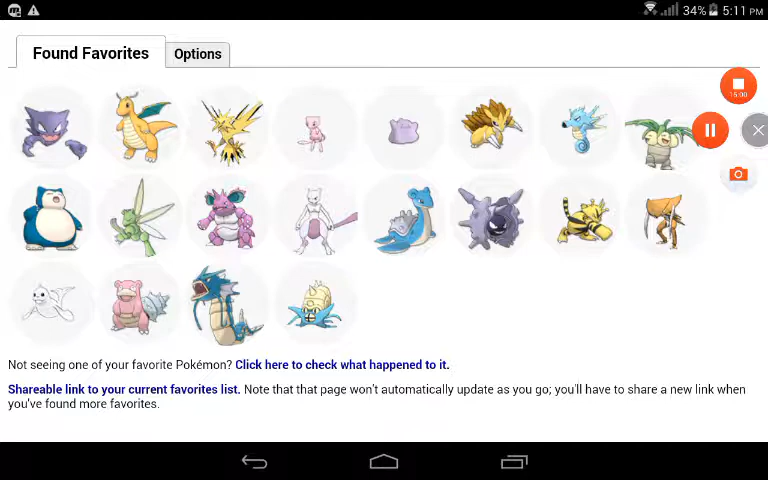 34% 5:11 PM
Found Favorites
Options
15:00
Not seeing one of your favorite Pokémon? Click here to check what happened to it.
Shareable link to your current favorites list. Note that that page won't automatically update as you go; you'll have to share a new link when
you've found more favorites.